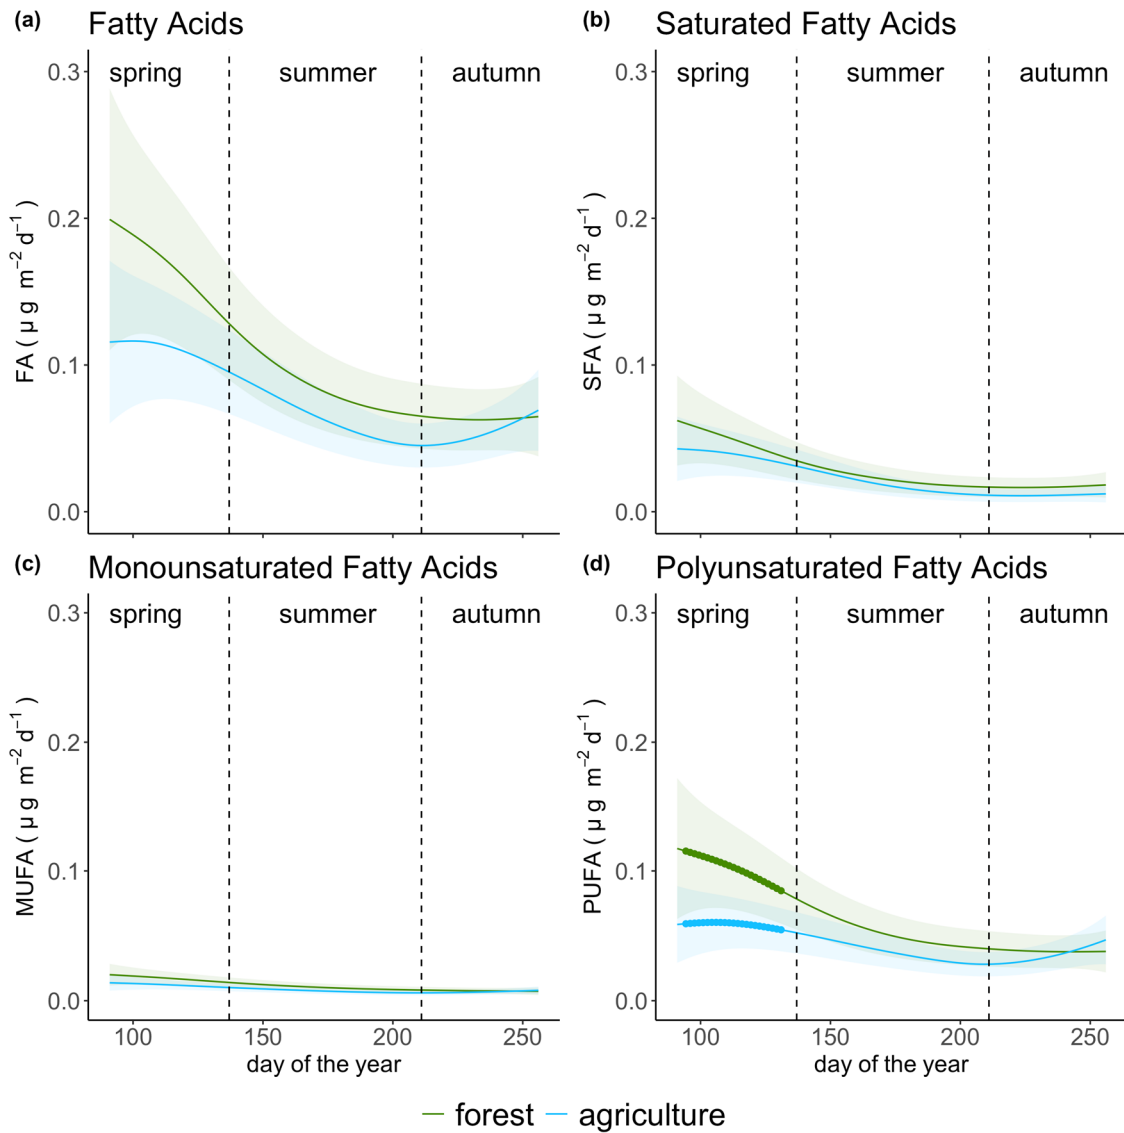 (a) Fatty Acids
spring summer autumn
0.3
0.2
0.1
0.0
FA ( µ g m⁻² d⁻¹ )
(b) Saturated Fatty Acids
spring summer autumn
0.3
0.2
0.1
0.0
SFA ( µ g m⁻² d⁻¹ )
(c) Monounsaturated Fatty Acids
spring summer autumn
0.3
0.2
0.1
0.0
MUFA ( µ g m⁻² d⁻¹ )
100 150 200 250
day of the year
(d) Polyunsaturated Fatty Acids
spring summer autumn
0.3
0.2
0.1
0.0
PUFA ( µ g m⁻² d⁻¹ )
100 150 200 250
day of the year
forest agriculture